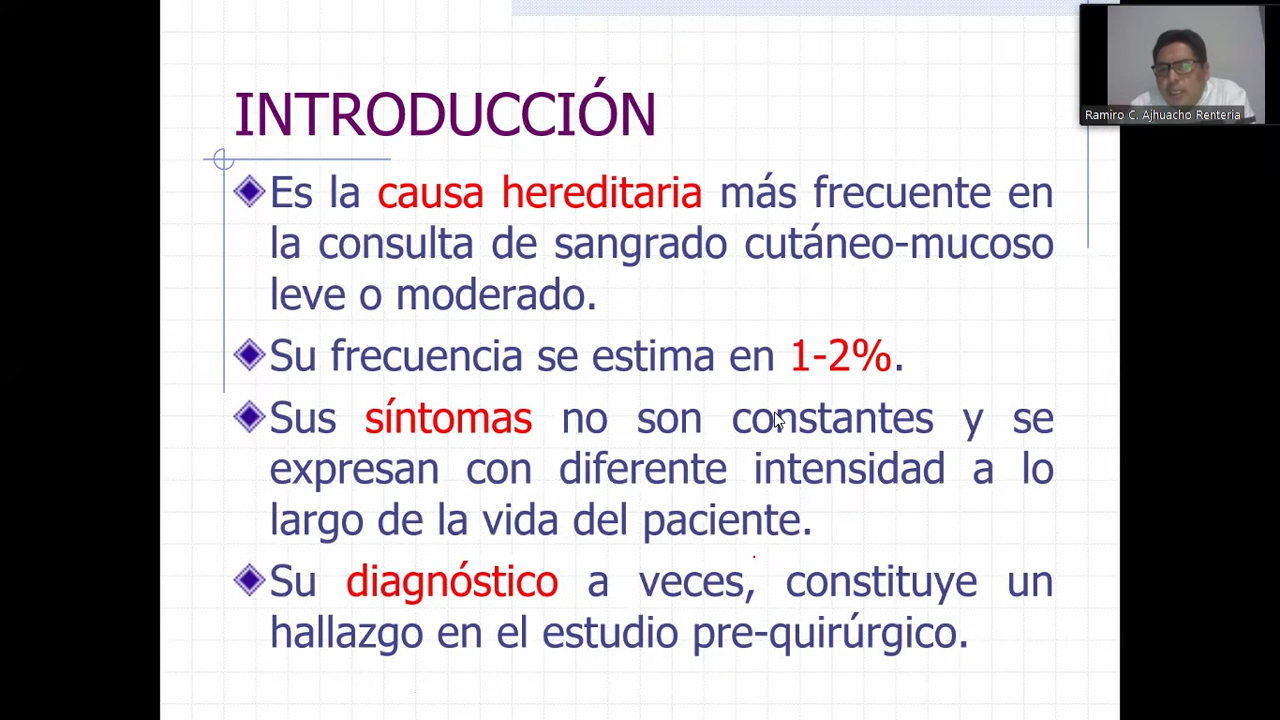 INTRODUCCIÓN
Es la causa hereditaria más frecuente en
la consulta de sangrado cutáneo-mucoso
leve o moderado.
Su frecuencia se estima en 1-2%.
Sus síntomas no son constantes y se
expresan con diferente intensidad a lo
largo de la vida del paciente.
Su diagnóstico a veces, constituye un
hallazgo en el estudio pre-quirúrgico.
Ramiro C. Ajhuacho Renteria